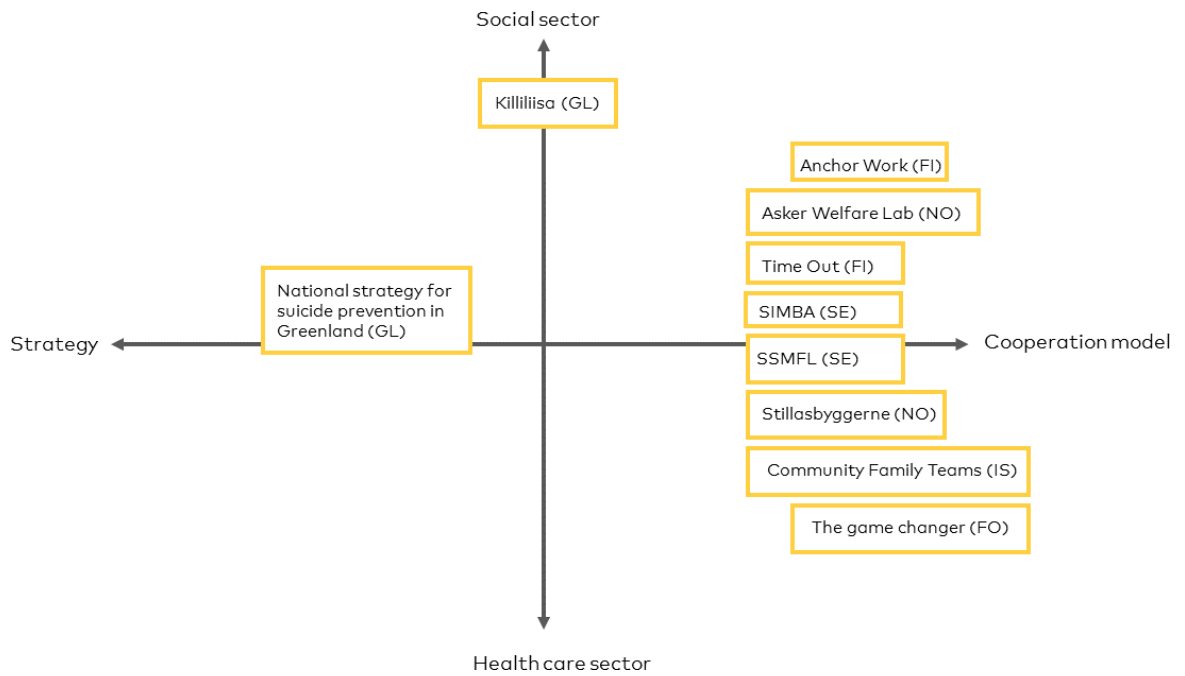 Social sector
Killiliisa (GL)
Anchor Work (FI)
Asker Welfare Lab (NO)
Time Out (FI)
National strategy for
suicide prevention in
Greenland (GL)
SIMBA (SE)
Strategy
Cooperation model
SSMFL (SE)
Stillasbyggerne (NO)
Community Family Teams (IS)
The game changer (FO)
Health care sector